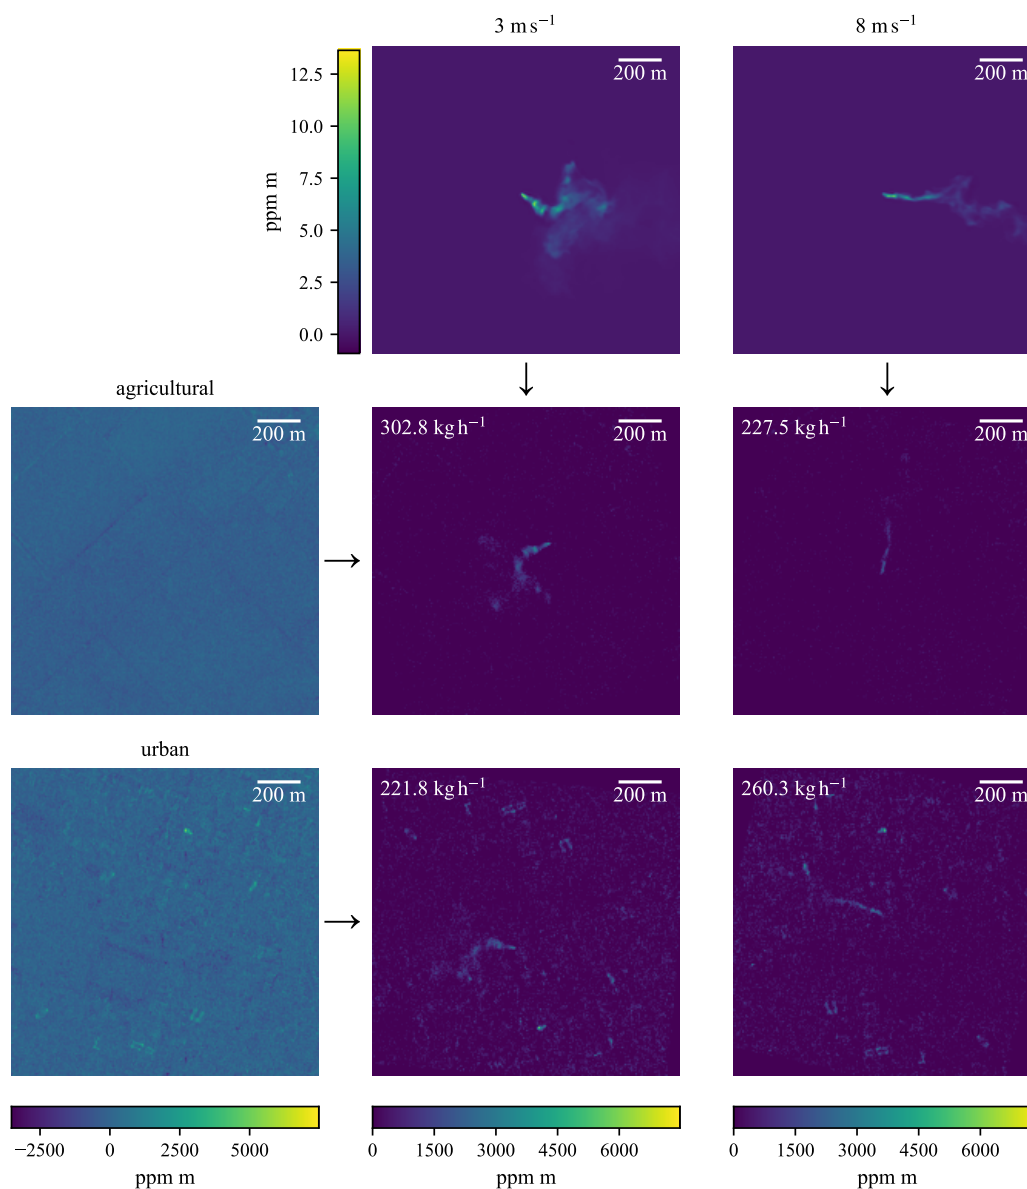 3 m s⁻¹
8 m s⁻¹
12.5
10.0
7.5
5.0
2.5
0.0
ppm m
200 m
200 m
agricultural
200 m
302.8 kg h⁻¹
200 m
227.5 kg h⁻¹
200 m
urban
200 m
221.8 kg h⁻¹
200 m
260.3 kg h⁻¹
200 m
−2500 0 2500 5000
ppm m
0 1500 3000 4500 6000
ppm m
0 1500 3000 4500 6000
ppm m